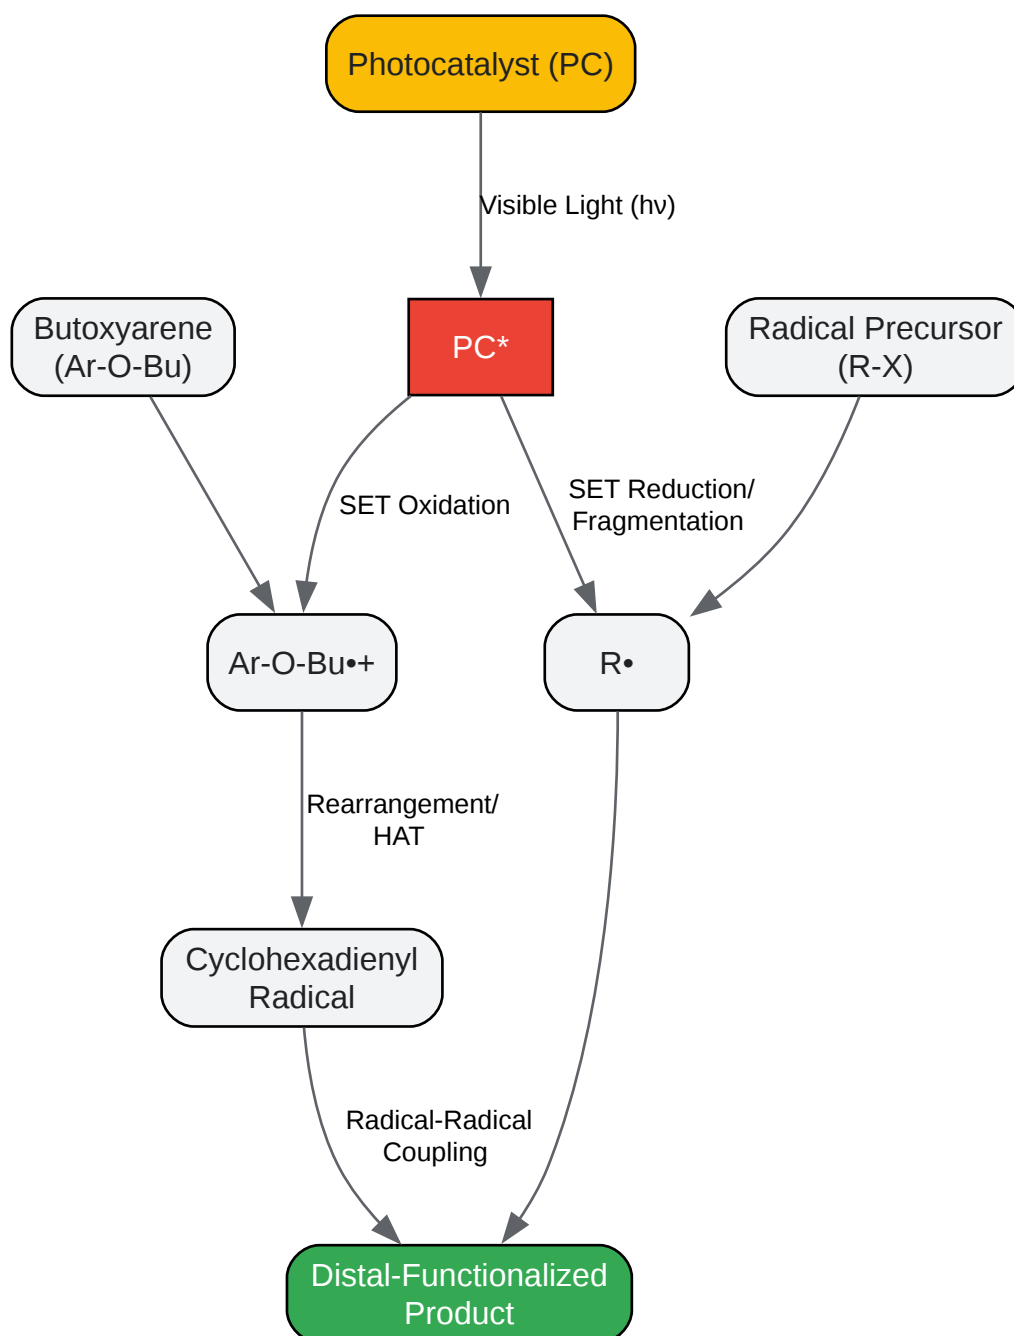 Photocatalyst (PC)
Visible Light (hν)
Butoxyarene
(Ar-O-Bu)
PC*
Radical Precursor
(R-X)
SET Oxidation
SET Reduction/
Fragmentation
Ar-O-Bu•+
R•
Rearrangement/
HAT
Cyclohexadienyl
Radical
Radical-Radical
Coupling
Distal-Functionalized
Product